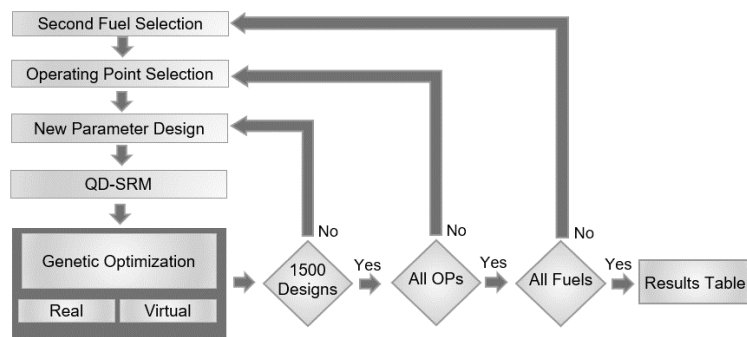 Second Fuel Selection
Operating Point Selection
New Parameter Design
QD-SRM
No
No
No
Genetic Optimization
1500
Designs
Yes
All OPs
Yes
All Fuels
Yes
Results Table
Real
Virtual